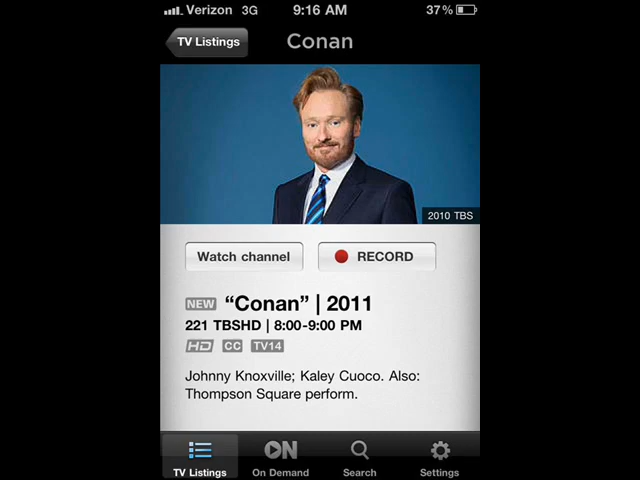 Verizon 3G 9:16 AM 37%
TV Listings Conan
2010 TBS
Watch channel RECORD
NEW “Conan” | 2011
221 TBSHD | 8:00-9:00 PM
HD CC TV14
Johnny Knoxville; Kaley Cuoco. Also:
Thompson Square perform.
ON
TV Listings On Demand Search Settings